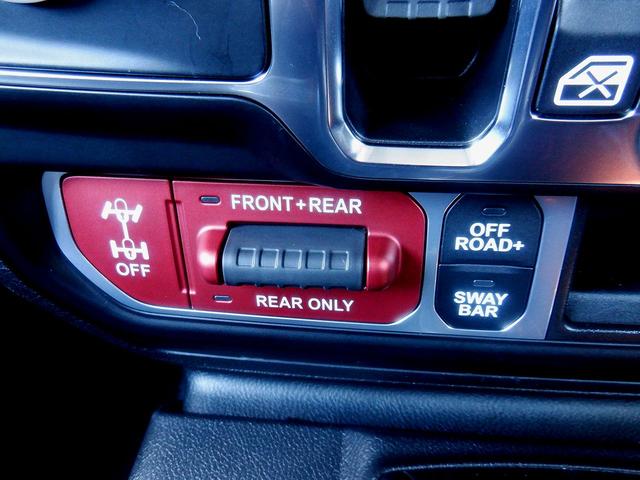 FRONT+REAR
OFF
REAR ONLY
OFF
ROAD+
SWAY
BAR